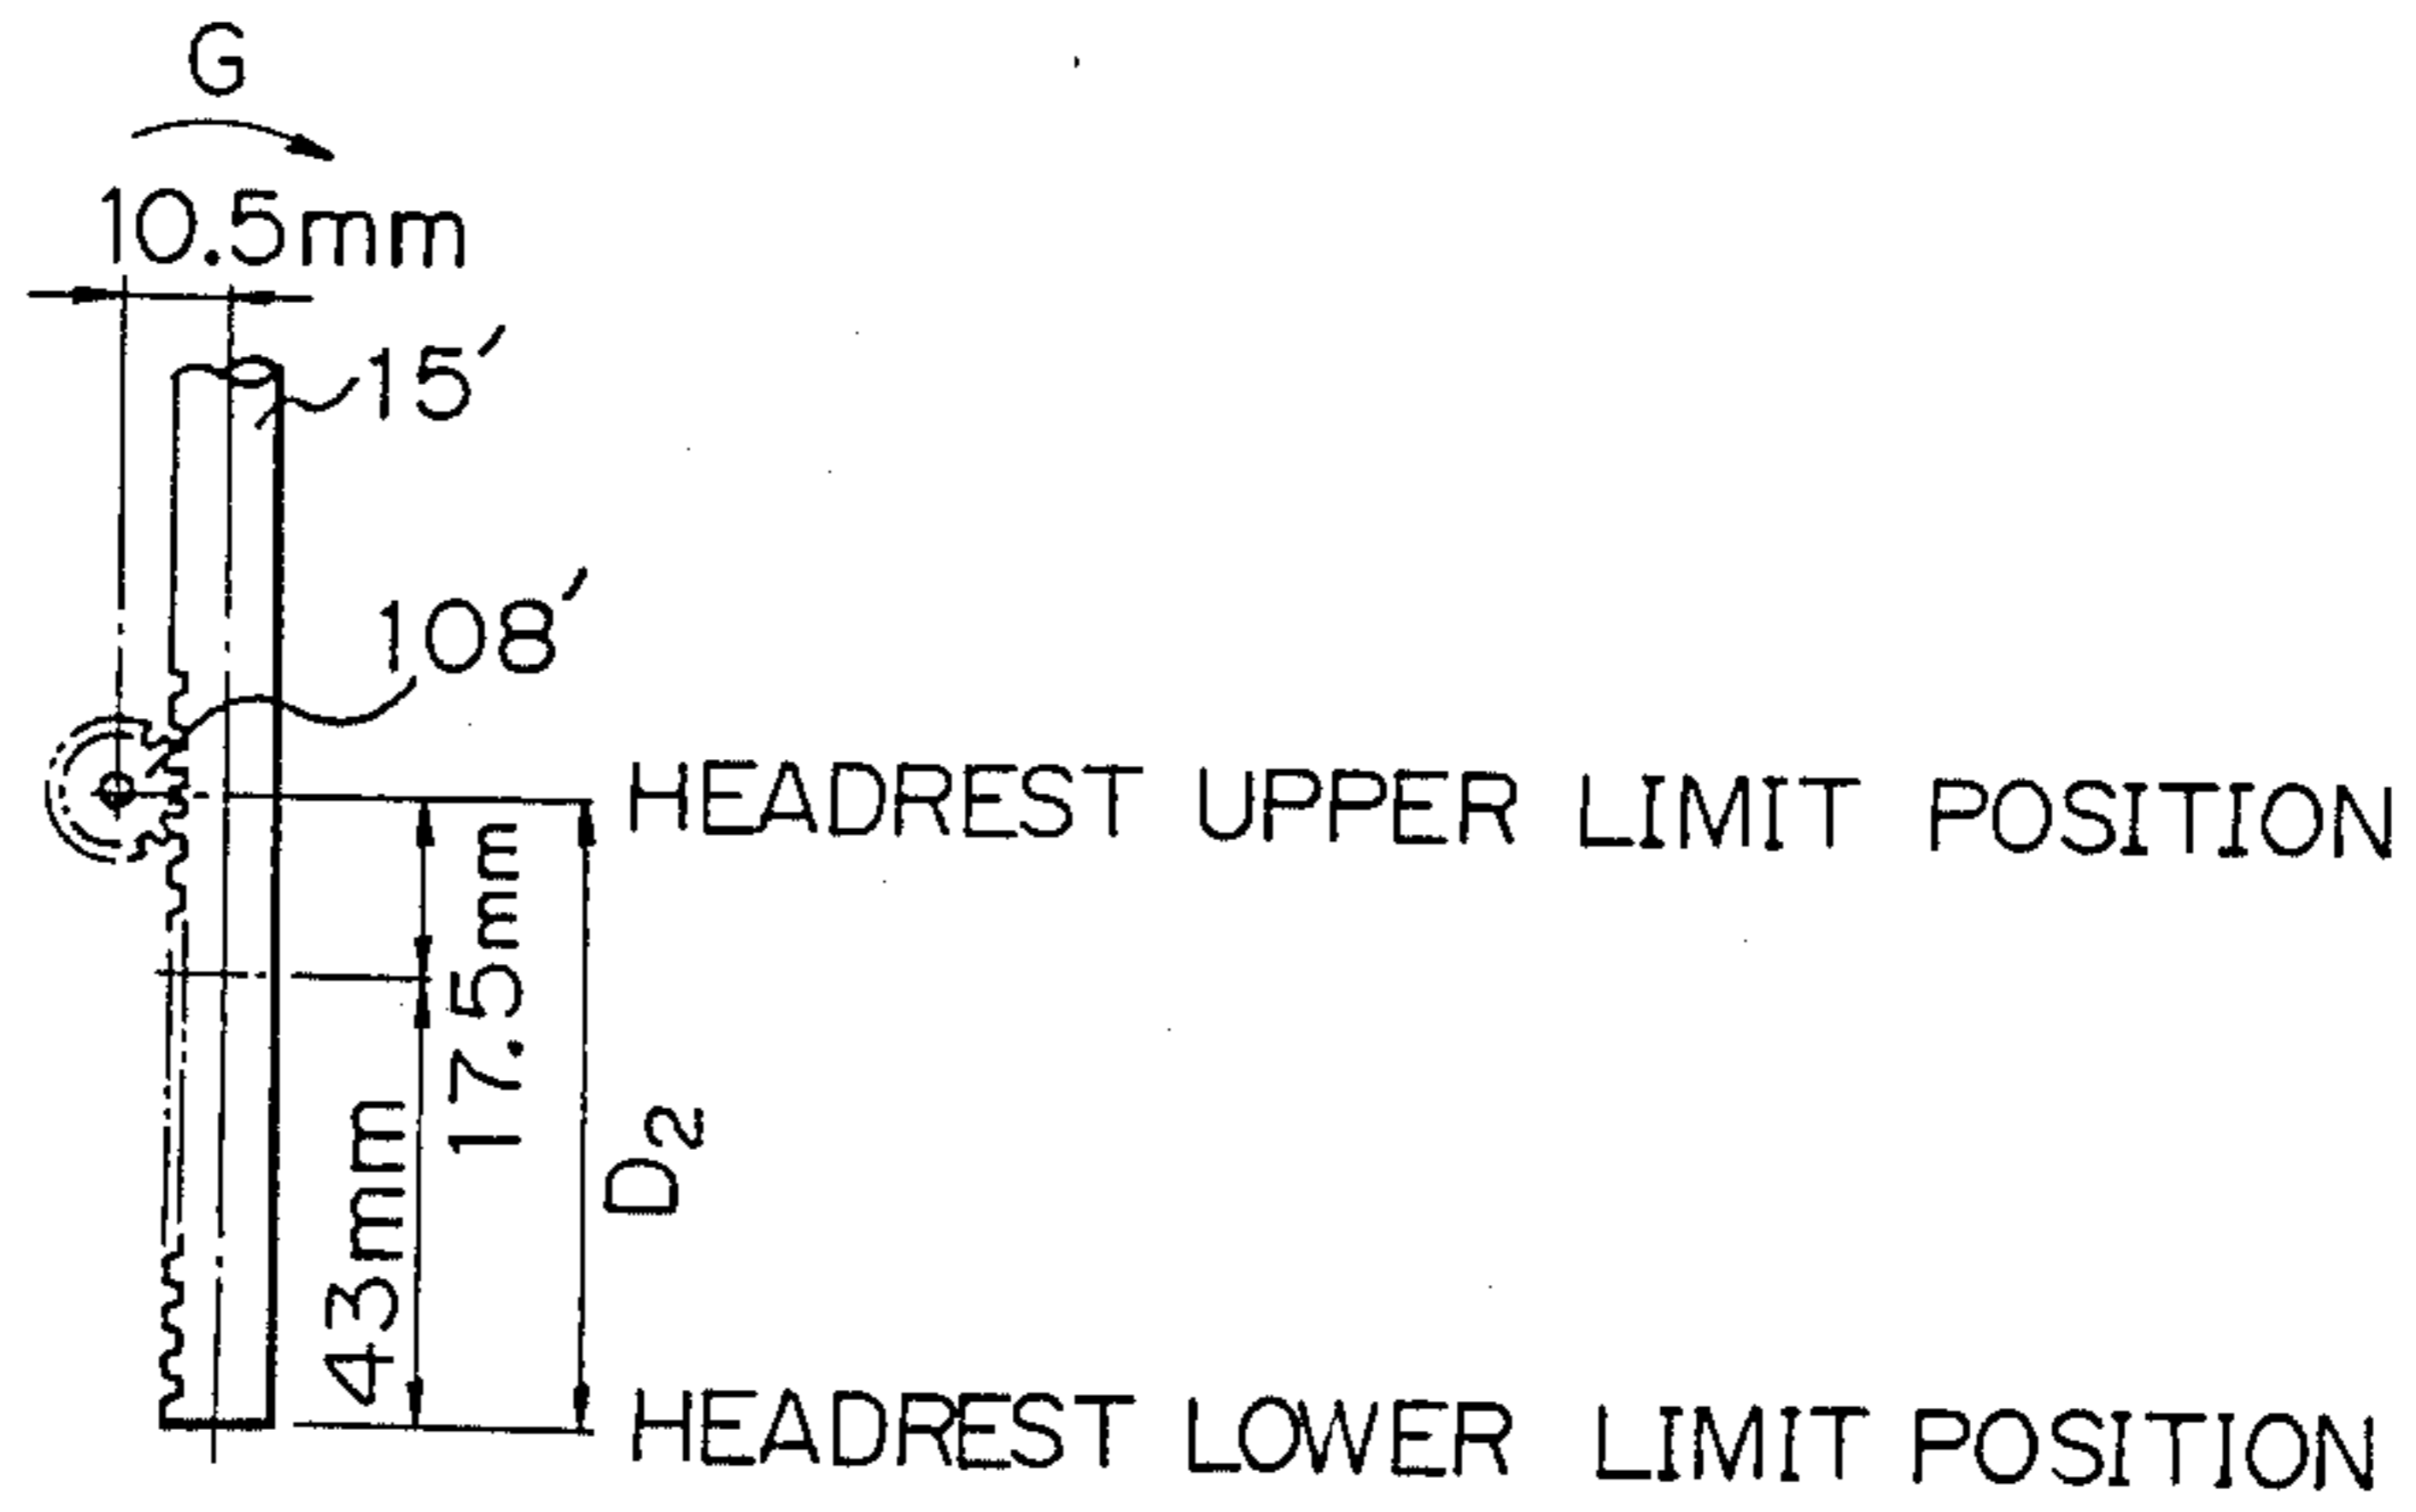 G
10.5mm
15′
108′
HEADREST UPPER LIMIT POSITION
17.5mm
43mm
D2
HEADREST LOWER LIMIT POSITION